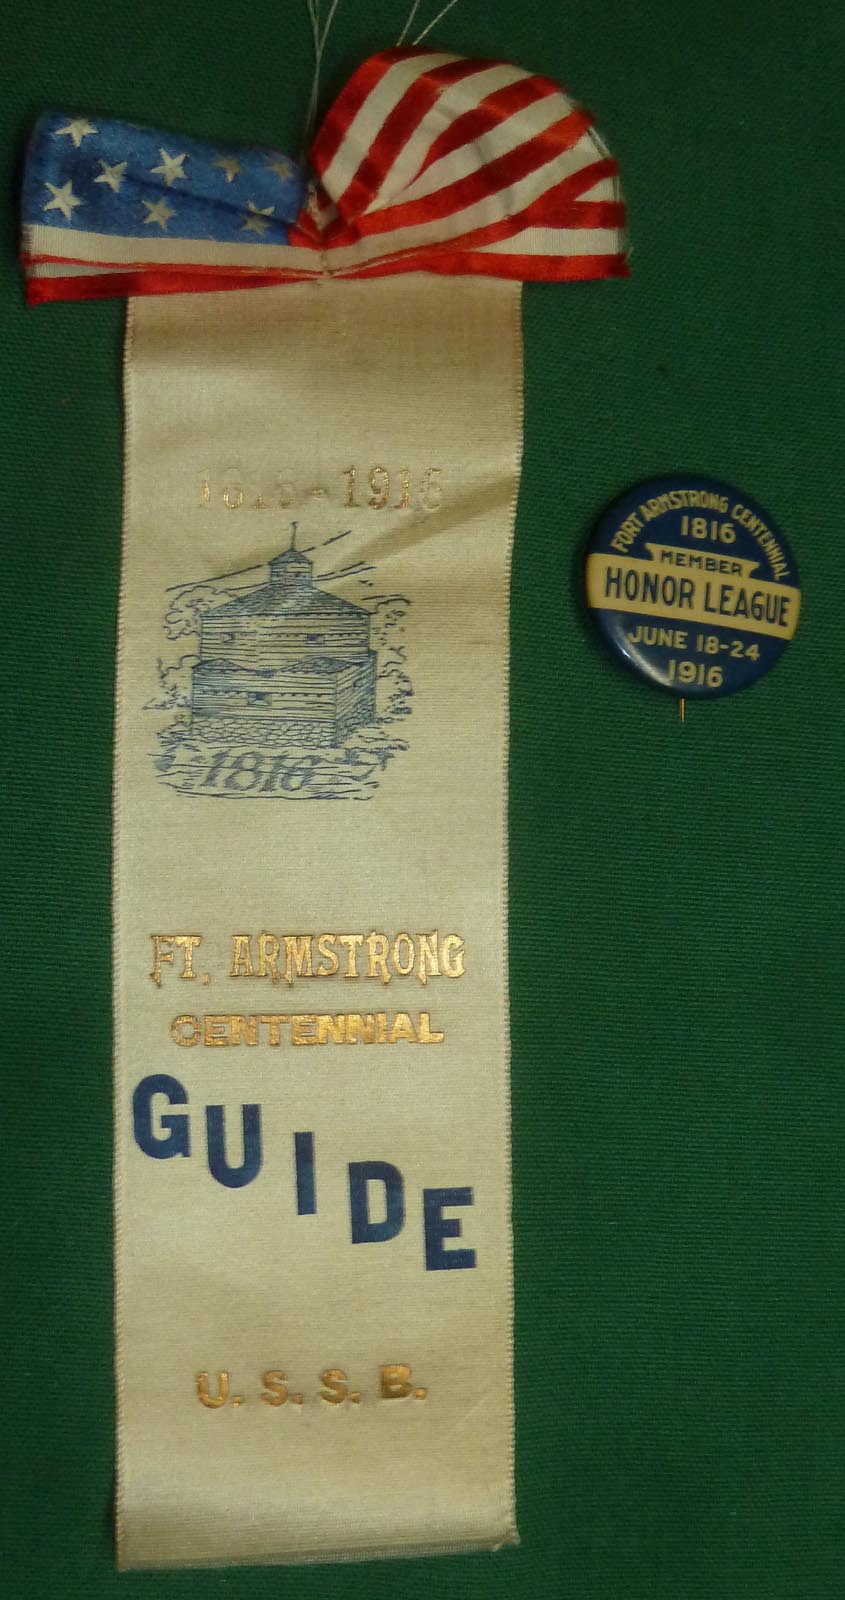 1816-1916
1816
FT. ARMSTRONG
CENTENNIAL
GUIDE
U. S. S. B.
FORT ARMSTRONG CENTENNIAL
1816
MEMBER
HONOR LEAGUE
JUNE 18-24
1916